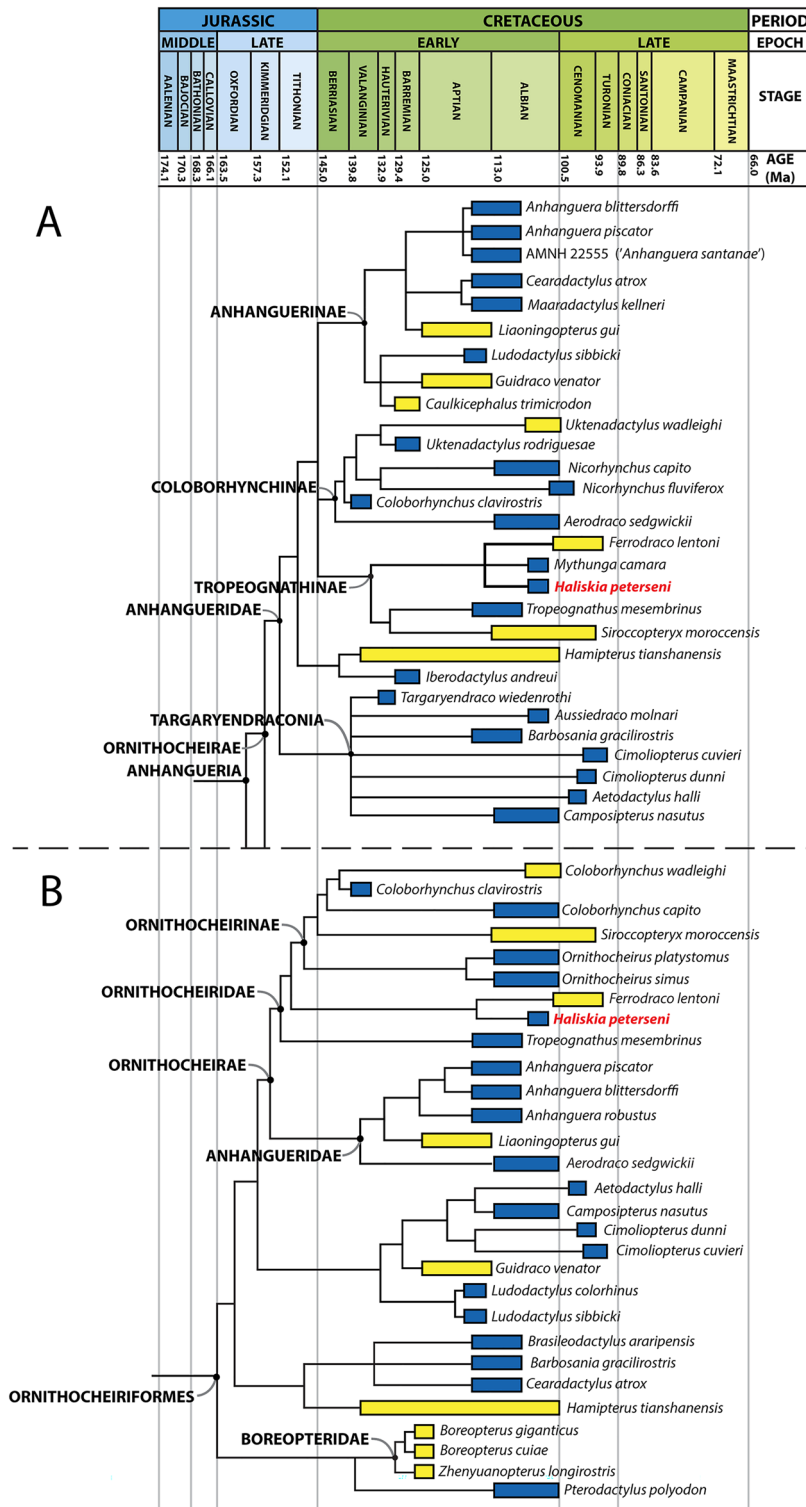 JURASSIC CRETACEOUS PERIOD
MIDDLE LATE EARLY LATE EPOCH
AALENIAN BAJOCIAN BATHONIAN CALLOVIAN OXFORDIAN KIMMERIDGIAN TITHONIAN BERRIASIAN VALANGINIAN HAUTERIVIAN BARREMIAN APTIAN ALBIAN CENOMANIAN TURONIAN CONIACIAN SANTONIAN CAMPANIAN MAASTRICHTIAN STAGE
174.1 170.3 168.3 166.1 163.5 157.3 152.1 145.0 139.8 132.9 129.4 125.0 113.0 100.5 93.9 89.8 86.3 83.6 72.1 66.0 AGE
(Ma)
A
Anhanguera blittersdorffi
Anhanguera piscator
AMNH 22555 ('Anhanguera santanae')
Cearadactylus atrox
Maaradactylus kellneri
ANHANGUERINAE
Liaoningopterus gui
Ludodactylus sibbicki
Guidraco venator
Caulkicephalus trimicrodon
Uktenadactylus wadleighi
Uktenadactylus rodriguesae
Nicorhynchus capito
COLOBORHYNCHINAE
Nicorhynchus fluviferox
Coloborhynchus clavirostris
Aerodraco sedgwickii
Ferrodraco lentoni
Mythunga camara
TROPEOGNATHINAE
Haliskia peterseni
ANHANGUERIDAE
Tropeognathus mesembrinus
Siroccopteryx moroccensis
Hamipterus tianshanensis
Iberodactylus andreui
Targaryendraco wiedenrothi
TARGARYENDRACONIA
Aussiedraco molnari
Barbosania gracilirostris
ORNITHOCHEIRAE
Cimoliopterus cuvieri
ANHANGUERIA
Cimoliopterus dunni
Aetodactylus halli
Camposipterus nasutus
B
Coloborhynchus wadleighi
Coloborhynchus clavirostris
Coloborhynchus capito
ORNITHOCHEIRINAE
Siroccopteryx moroccensis
Ornithocheirus platystomus
Ornithocheirus simus
ORNITHOCHEIRIDAE
Ferrodraco lentoni
Haliskia peterseni
Tropeognathus mesembrinus
ORNITHOCHEIRAE
Anhanguera piscator
Anhanguera blittersdorffi
Anhanguera robustus
Liaoningopterus gui
ANHANGUERIDAE
Aerodraco sedgwickii
Aetodactylus halli
Camposipterus nasutus
Cimoliopterus dunni
Cimoliopterus cuvieri
Guidraco venator
Ludodactylus colorhinus
Ludodactylus sibbicki
Brasileodactylus araripensis
Barbosania gracilirostris
Cearadactylus atrox
ORNITHOCHEIRIFORMES
Hamipterus tianshanensis
Boreopterus giganticus
BOREOPTERIDAE
Boreopterus cuiae
Zhenyuanopterus longirostris
Pterodactylus polyodon